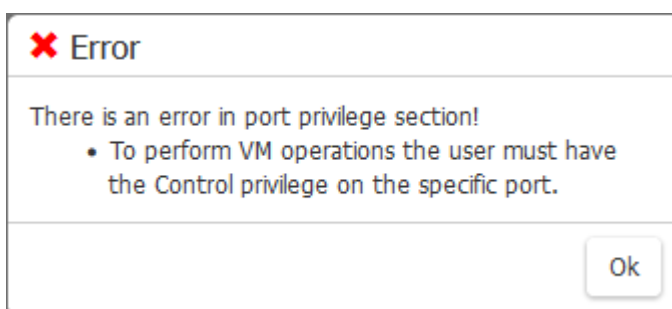 Error
There is an error in port privilege section!
• To perform VM operations the user must have
the Control privilege on the specific port.
Ok